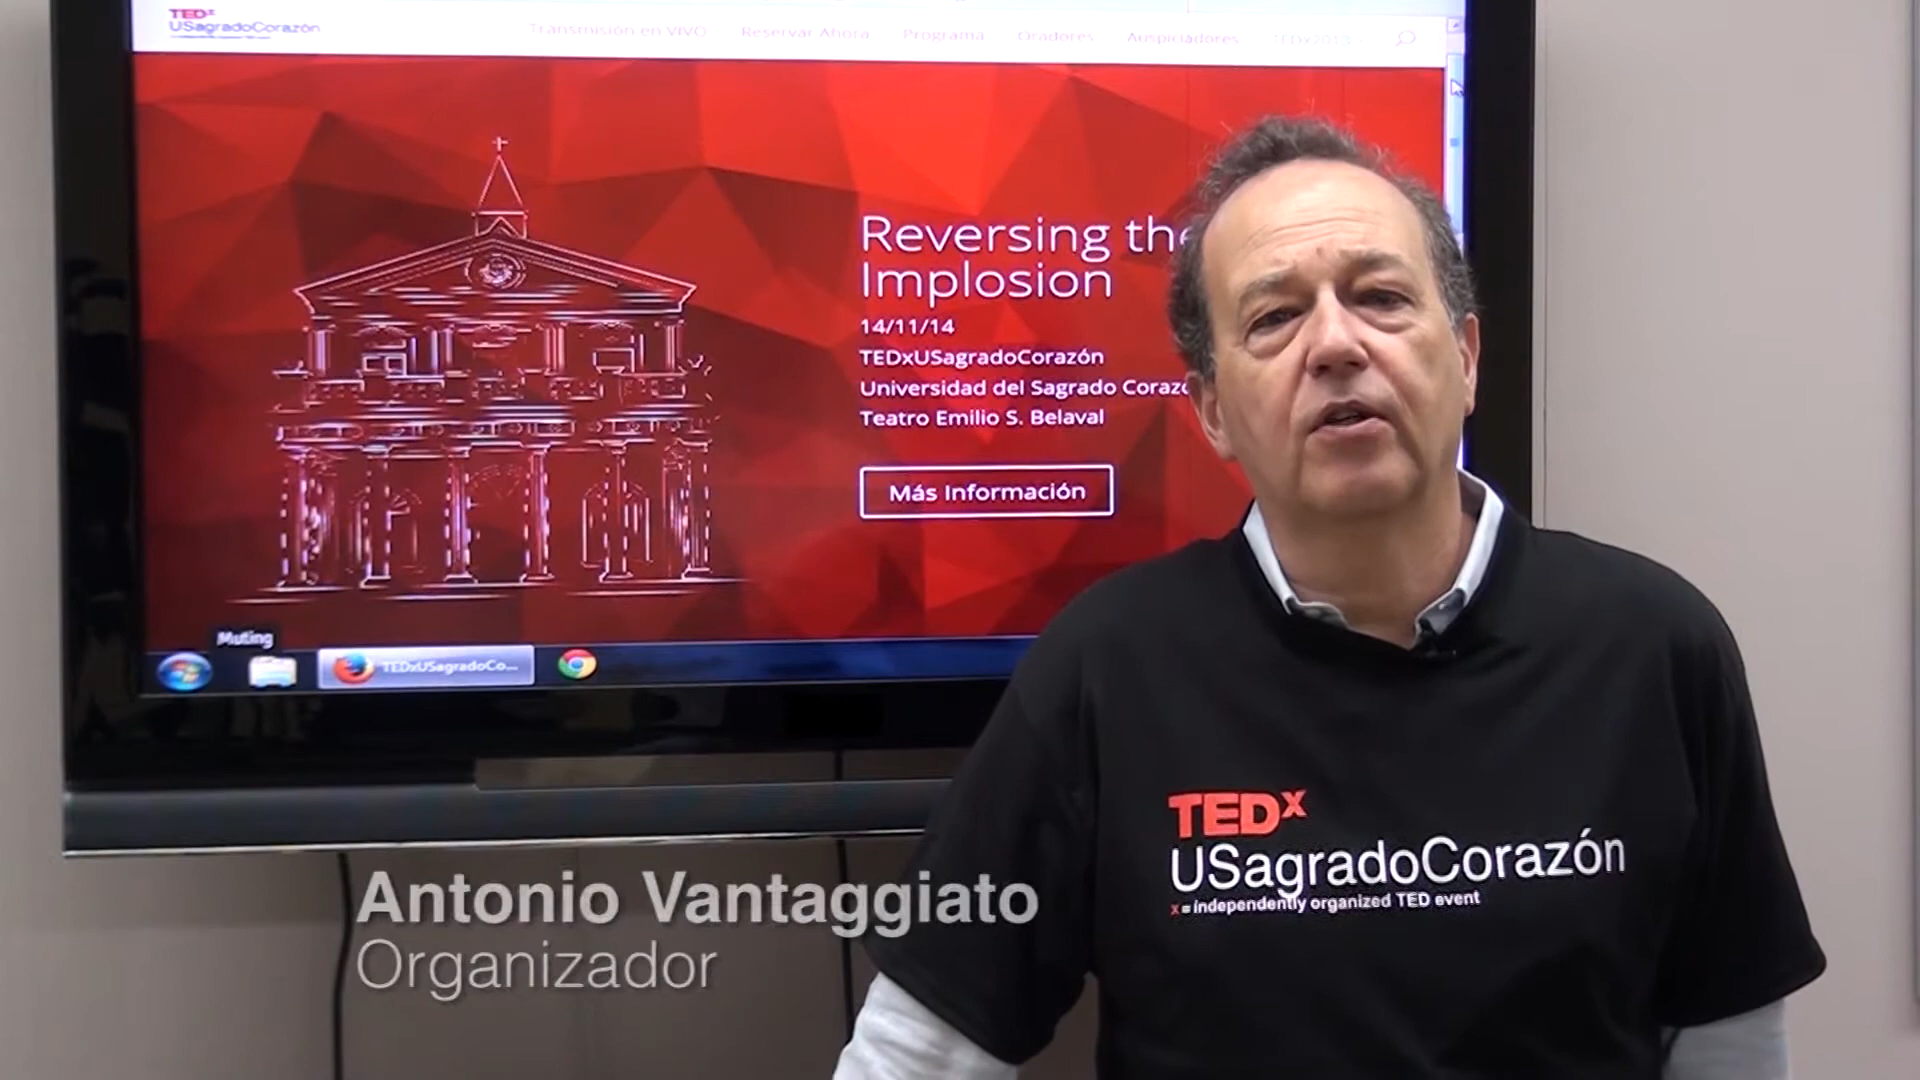 TEDx
USagradoCorazón
Transmisión en VIVO Reservar Ahora Programa Oradores Auspiciadores TEDx2013
Reversing the
Implosion
14/11/14
TEDxUSagradoCorazón
Universidad del Sagrado Corazó
Teatro Emilio S. Belaval
Más Información
Muting
TEDxUSagradoCo...
TEDx
USagradoCorazón
x = independently organized TED event
Antonio Vantaggiato
Organizador